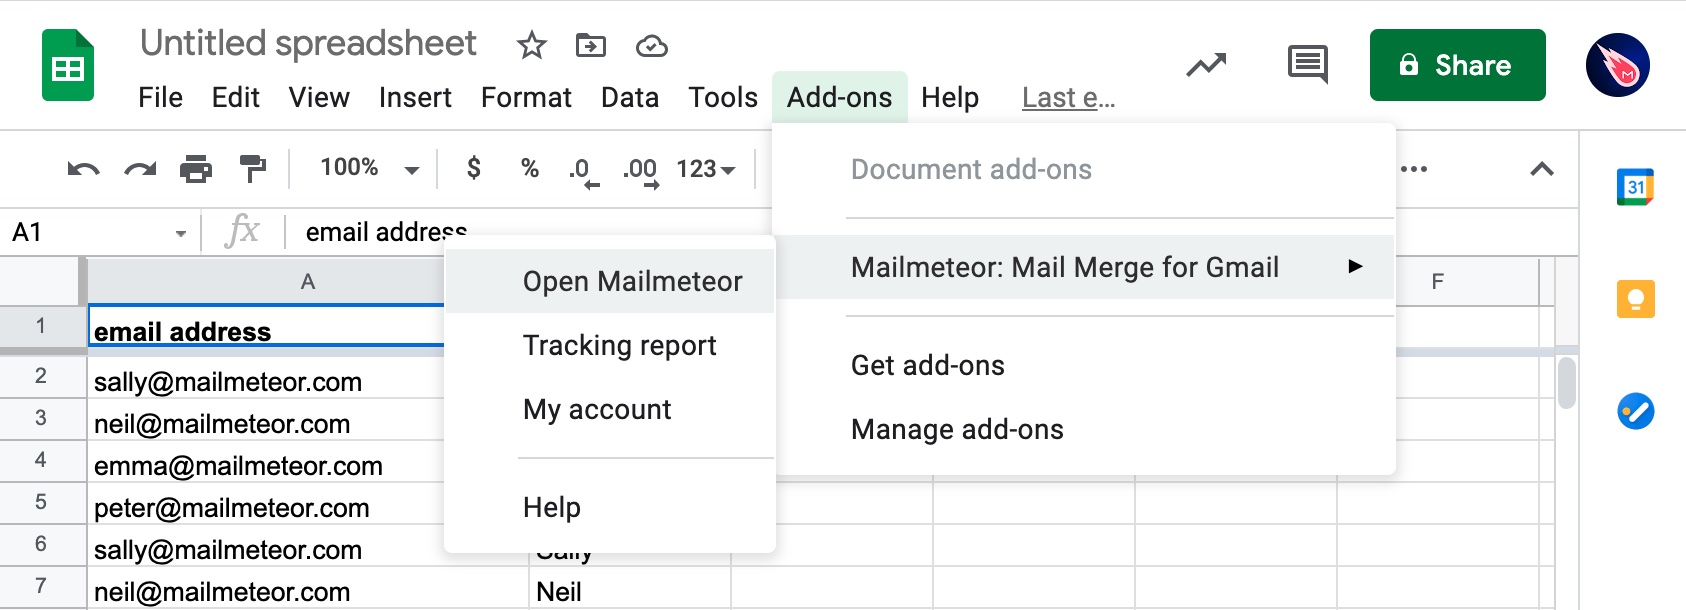 Untitled spreadsheet
File Edit View Insert Format Data Tools Add-ons Help Last e...
Share
M
100% $ % .0 .00 123
31
A1 fx email address
Document add-ons
Mailmeteor: Mail Merge for Gmail
Get add-ons
Manage add-ons
Open Mailmeteor
Tracking report
My account
Help
A F
1 email address
2 sally@mailmeteor.com
3 neil@mailmeteor.com
4 emma@mailmeteor.com
5 peter@mailmeteor.com
6 sally@mailmeteor.com Sally
7 neil@mailmeteor.com Neil